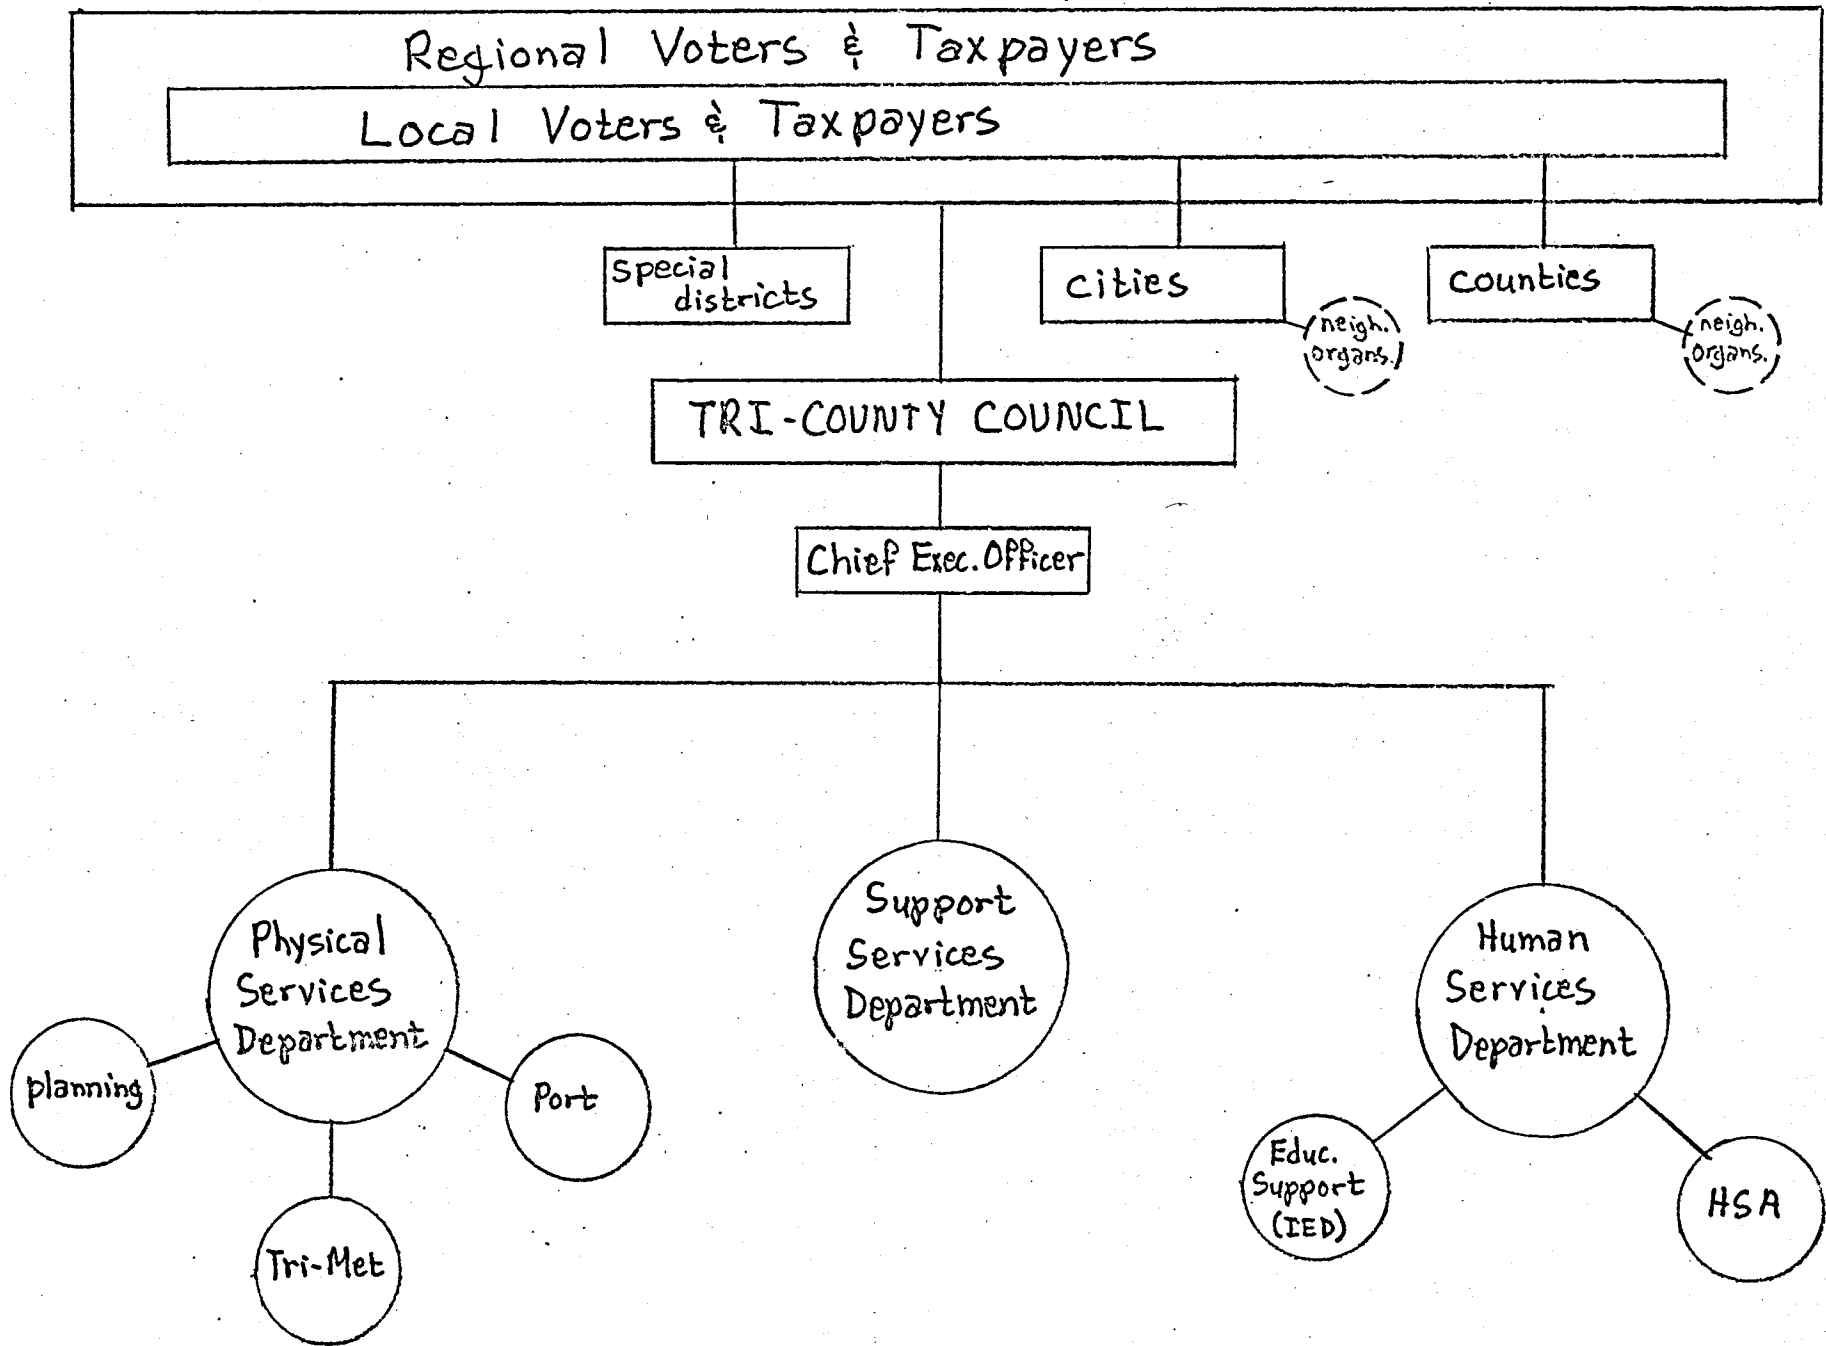 Regional Voters & Taxpayers
Local Voters & Taxpayers
special
districts
cities
neigh.
organs.
counties
neigh.
organs.
TRI-COUNTY COUNCIL
Chief Exec. Officer
Physical
Services
Department
planning
Tri-Met
Port
Support
Services
Department
Human
Services
Department
Educ.
Support
(IED)
HSA